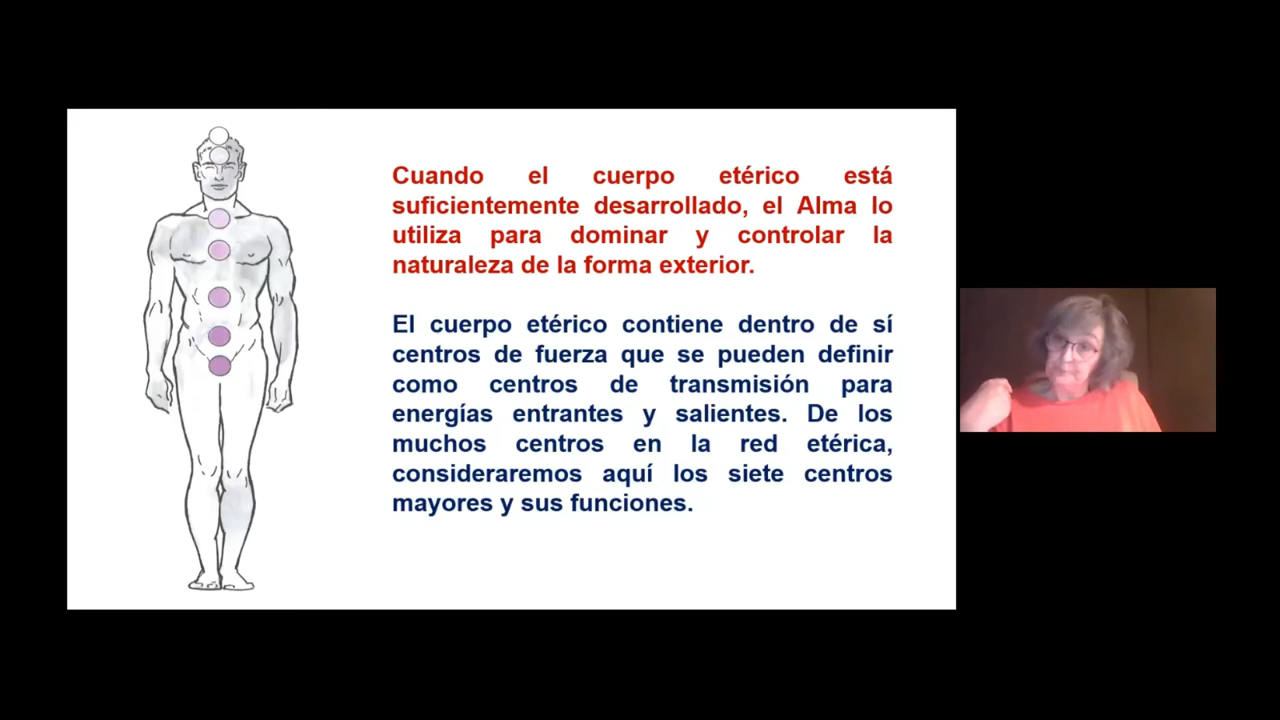 Cuando el cuerpo etérico está
suficientemente desarrollado, el Alma lo
utiliza para dominar y controlar la
naturaleza de la forma exterior.
El cuerpo etérico contiene dentro de sí
centros de fuerza que se pueden definir
como centros de transmisión para
energías entrantes y salientes. De los
muchos centros en la red etérica,
consideraremos aquí los siete centros
mayores y sus funciones.